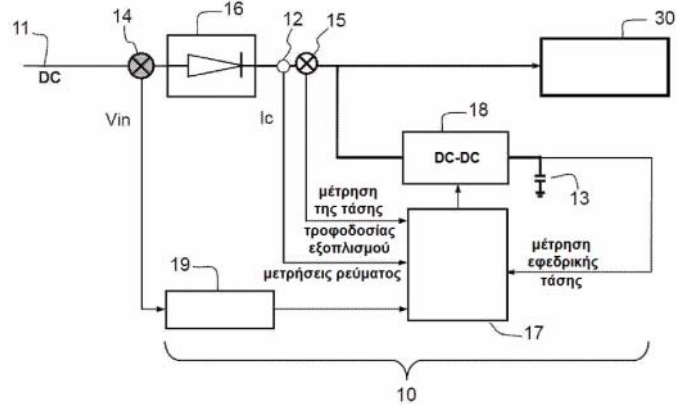 11
DC
14
16
12
15
30
Vin
Ic
18
DC-DC
13
μέτρηση
της τάσης
τροφοδοσίας
εξοπλισμού
μετρήσεις ρεύματος
μέτρηση
εφεδρικής
τάσης
19
17
10